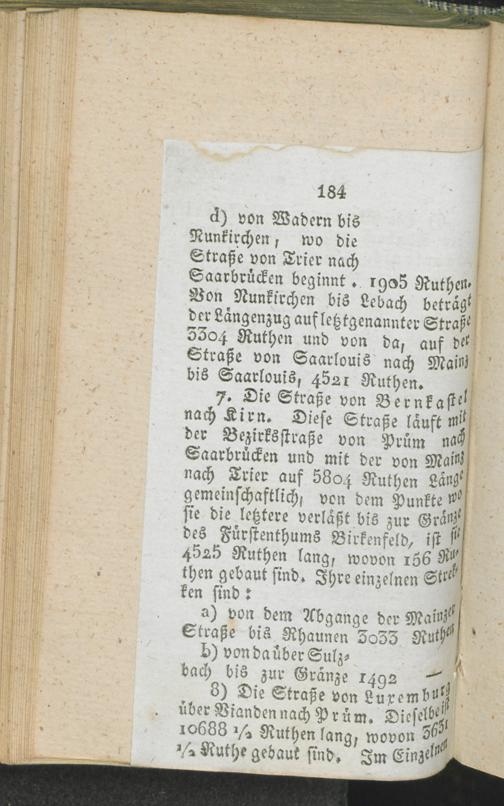 184
d) von Wadern bis
Nunkirchen, wo die
Straße von Trier nach
Saarbrücken beginnt . 1905 Ruthen.
Von Nunkirchen bis Lebach beträgt
der Längenzug auf letztgenannter Straße
3304 Ruthen und von da, auf der
Straße von Saarlouis nach Mainz
bis Saarlouis, 4521 Ruthen.
7. Die Straße von Bernkastel
nach Kirn. Diese Straße läuft mit
der Bezirksstraße von Prüm nach
Saarbrücken und mit der von Mainz
nach Trier auf 5804 Ruthen Länge
gemeinschaftlich, von dem Punkte wo
sie die letztere verläßt bis zur Gränze
des Fürstenthums Birkenfeld, ist sie
4525 Ruthen lang, wovon 156 Ru-
then gebaut sind. Ihre einzelnen Strek-
ken sind:
a) von dem Abgange der Mainzer
Straße bis Rhaunen 3033 Ruthen
b) von da über Sulz-
bach bis zur Gränze 1492 —
8) Die Straße von Luxemburg
über Vianden nach Prüm. Dieselbe ist
10688 1/2 Ruthen lang, wovon 3631
1/2 Ruthe gebaut sind. Im Einzelnen